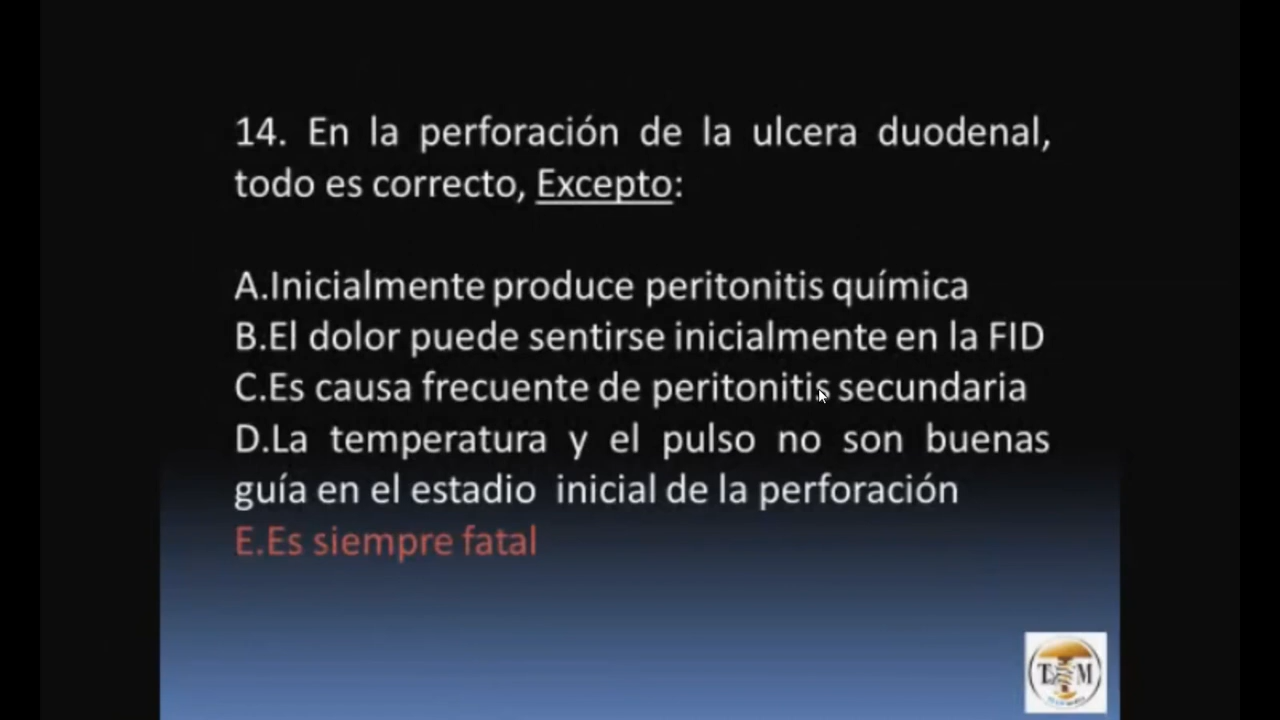 14. En la perforación de la ulcera duodenal,
todo es correcto, Excepto:
A.Inicialmente produce peritonitis química
B.El dolor puede sentirse inicialmente en la FID
C.Es causa frecuente de peritonitis secundaria
D.La temperatura y el pulso no son buenas
guía en el estadio inicial de la perforación
E.Es siempre fatal